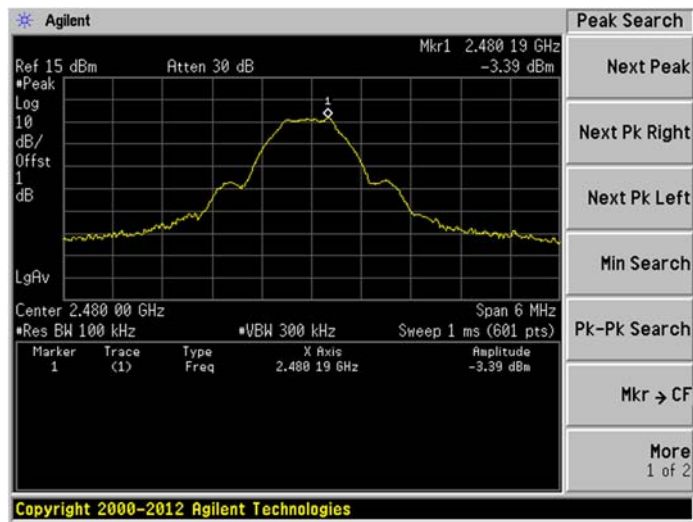 Agilent
Peak Search
Mkr1 2.480 19 GHz
Ref 15 dBm Atten 30 dB -3.39 dBm
#Peak
Log
10
dB/
Offst
1
dB
1
LgAv
Center 2.480 00 GHz Span 6 MHz
#Res BW 100 kHz #VBW 300 kHz Sweep 1 ms (601 pts)
Marker Trace Type X Axis Amplitude
1 (1) Freq 2.480 19 GHz -3.39 dBm
Next Peak
Next Pk Right
Next Pk Left
Min Search
Pk-Pk Search
Mkr → CF
More
1 of 2
Copyright 2000-2012 Agilent Technologies